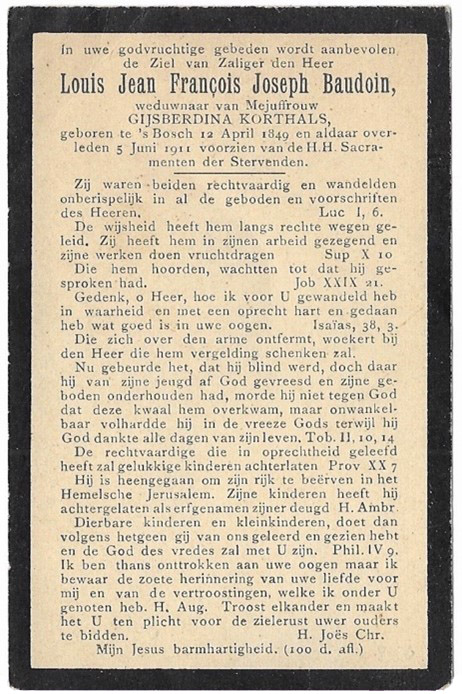 In uwe godvruchtige gebeden wordt aanbevolen
de Ziel van Zaliger den Heer
Louis Jean François Joseph Baudoin,
weduwnaar van Mejuffrouw
GIJSBERDINA KORTHALS,
geboren te 's Bosch 12 April 1849 en aldaar over-
leden 5 Juni 1911 voorzien van de H.H. Sacra-
menten der Stervenden.
Zij waren beiden rechtvaardig en wandelden
onberispelijk in al de geboden en voorschriften
des Heeren. Luc I, 6.
De wijsheid heeft hem langs rechte wegen ge-
leid. Zij heeft hem in zijnen arbeid gezegend en
zijne werken doen vruchtdragen Sup X 10
Die hem hoorden, wachtten tot dat hij ge-
sproken had. Job XXIX 21.
Gedenk, o Heer, hoe ik voor U gewandeld heb
in waarheid en met een oprecht hart en gedaan
heb wat goed is in uwe oogen. Isaïas, 38, 3.
Die zich over den arme ontfermt, woekert bij
den Heer die hem vergelding schenken zal.
Nu gebeurde het, dat hij blind werd, doch daar
hij van zijne jeugd af God gevreesd en zijne ge-
boden onderhouden had, morde hij niet tegen God
dat deze kwaal hem overkwam, maar onwankel-
baar volhardde hij in de vreeze Gods terwijl hij
God dankte alle dagen van zijn leven. Tob. II, 10, 14
De rechtvaardige die in oprechtheid geleefd
heeft zal gelukkige kinderen achterlaten Prov XX 7
Hij is heengegaan om zijn rijk te beërven in het
Hemelsche Jerusalem. Zijne kinderen heeft hij
achtergelaten als erfgenamen zijner deugd H. Ambr.
Dierbare kinderen en kleinkinderen, doet dan
volgens hetgeen gij van ons geleerd en gezien hebt
en de God des vredes zal met U zijn. Phil. IV 9.
Ik ben thans onttrokken aan uwe oogen maar ik
bewaar de zoete herinnering van uwe liefde voor
mij en van de vertroostingen, welke ik onder U
genoten heb. H. Aug. Troost elkander en maakt
het U ten plicht voor de zielerust uwer ouders
te bidden. H. Joës Chr.
Mijn Jesus barmhartigheid. (100 d. afl.)